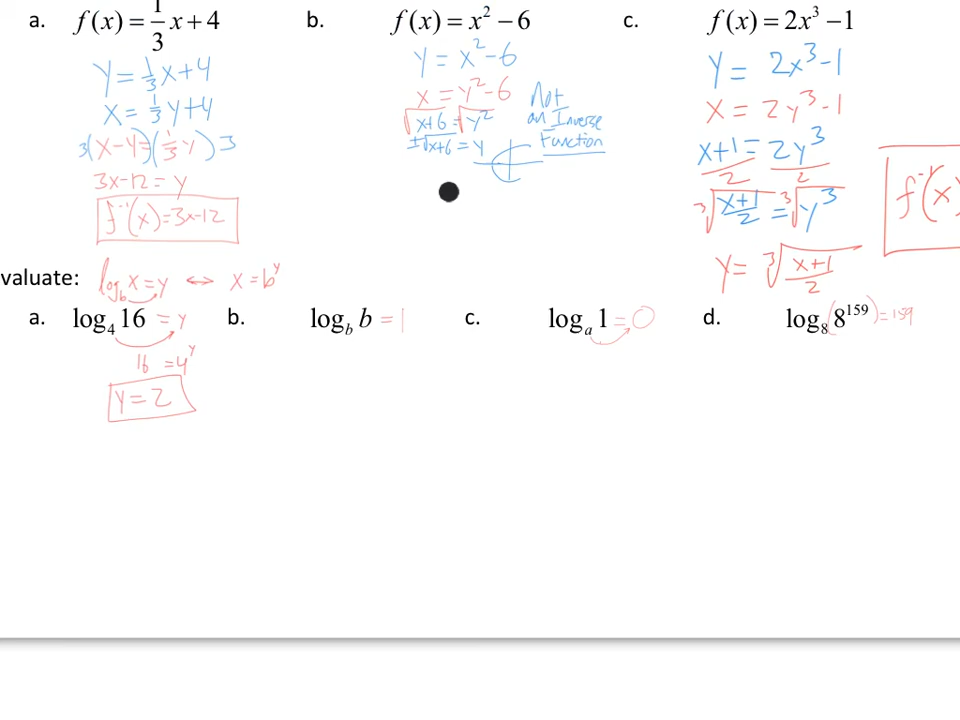 a. f(x) = 1/3 x + 4
y = 1/3 x + 4
x = 1/3 y + 4
3(x - 4) = (1/3 y) 3
3x - 12 = y
f⁻¹(x) = 3x - 12
b. f(x) = x² − 6
y = x² - 6
x = y² - 6
√x+6 = √y²
±√x+6 = y
Not
an Inverse
Function
c. f(x) = 2x³ − 1
y = 2x³ - 1
x = 2y³ - 1
x + 1 = 2y³
2 2
³√x+1/2 = ³√y³
y = ³√x+1/2
f⁻¹(x)
valuate: log_b x = y ↔ x = b^y
a. log₄ 16 = y
16 = 4^y
y = 2
b. log_b b = 1
c. log_a 1 = 0
d. log₈(8¹⁵⁹) = 159